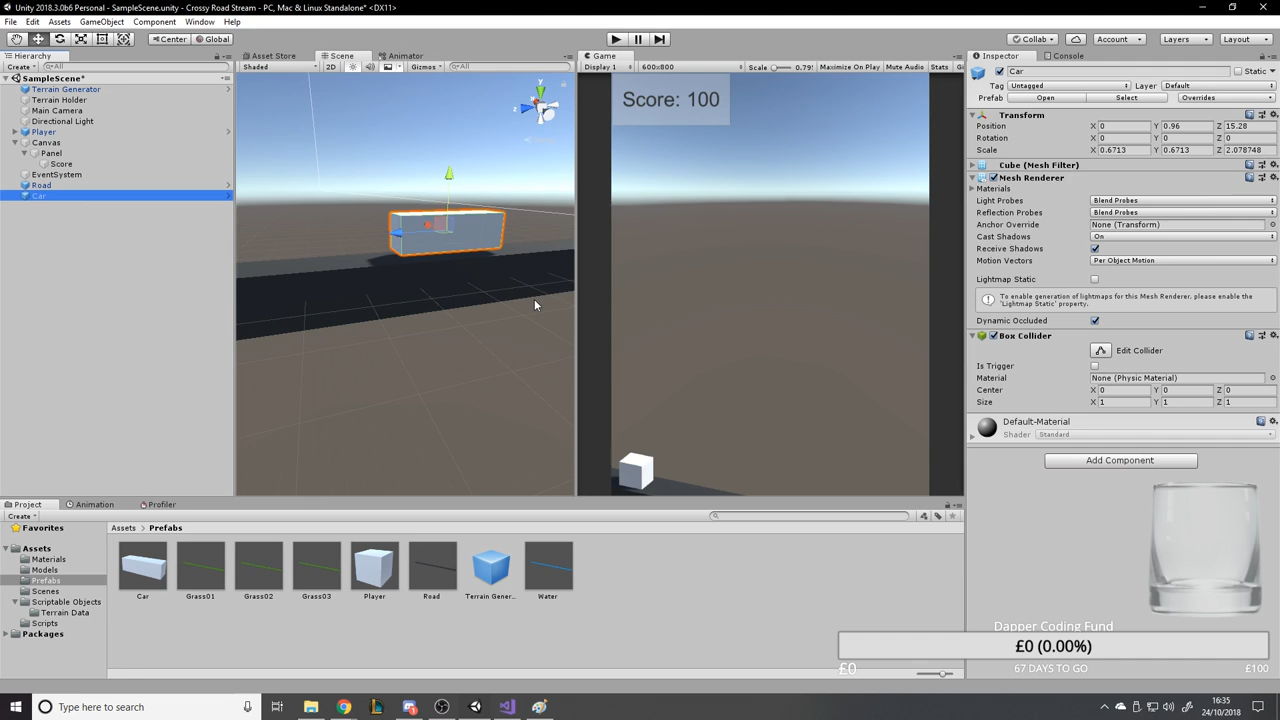 Unity 2018.3.0b6 Personal - SampleScene.unity - Crossy Road Stream - PC, Mac & Linux Standalone* <DX11>
File Edit Assets GameObject Component Window Help
Center Global Collab Account Layers Layout
Hierarchy Asset Store Scene Animator Game Inspector Console
Create All Shaded 2D Gizmos All Display 1 600x800 Scale 0.79 Maximize On Play Mute Audio Stats
SampleScene*
Terrain Generator
Terrain Holder
Main Camera
Directional Light
Player
Canvas
Panel
Score
EventSystem
Road
Car
y
z
Score: 100
Car Static
Tag Untagged Layer Default
Prefab Open Select Overrides
Transform
Position X 0 Y 0.96 Z 15.28
Rotation X 0 Y 0 Z 0
Scale X 0.6713 Y 0.6713 Z 2.078748
Cube (Mesh Filter)
Mesh Renderer
Materials
Light Probes Blend Probes
Reflection Probes Blend Probes
Anchor Override None (Transform)
Cast Shadows On
Receive Shadows
Motion Vectors Per Object Motion
Lightmap Static
To enable generation of lightmaps for this Mesh Renderer, please enable the 'Lightmap Static' property.
Dynamic Occluded
Box Collider
Edit Collider
Is Trigger
Material None (Physic Material)
Center X 0 Y 0 Z 0
Size X 1 Y 1 Z 1
Default-Material
Shader Standard
Add Component
Project Animation Profiler
Create
Favorites
Assets
Materials
Models
Prefabs
Scenes
Scriptable Objects
Terrain Data
Scripts
Packages
Assets > Prefabs
Car Grass01 Grass02 Grass03 Player Road Terrain Gener... Water
Dapper Coding Fund
£0 (0.00%)
£0 67 DAYS TO GO £100
Type here to search
16:35
24/10/2018